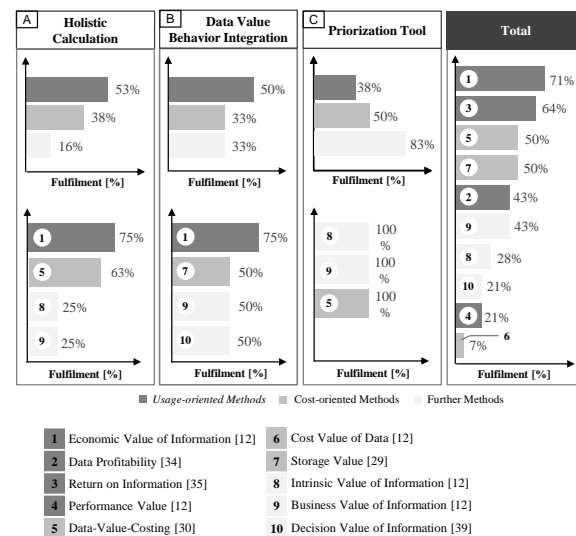 A
Holistic
Calculation
B
Data Value
Behavior Integration
C
Priorization Tool
Total
53%
38%
16%
Fulfilment [%]
50%
33%
33%
Fulfilment [%]
38%
50%
83%
Fulfilment [%]
1 75%
5 63%
8 25%
9 25%
Fulfilment [%]
1 75%
7 50%
9 50%
10 50%
Fulfilment [%]
8 100
%
9 100
%
5 100
%
Fulfilment [%]
1 71%
3 64%
5 50%
7 50%
2 43%
9 43%
8 28%
10 21%
4 21%
6
7%
Fulfilment [%]
Usage-oriented Methods Cost-oriented Methods Further Methods
1 Economic Value of Information [12]
2 Data Profitability [34]
3 Return on Information [35]
4 Performance Value [12]
5 Data-Value-Costing [30]
6 Cost Value of Data [12]
7 Storage Value [29]
8 Intrinsic Value of Information [12]
9 Business Value of Information [12]
10 Decision Value of Information [39]